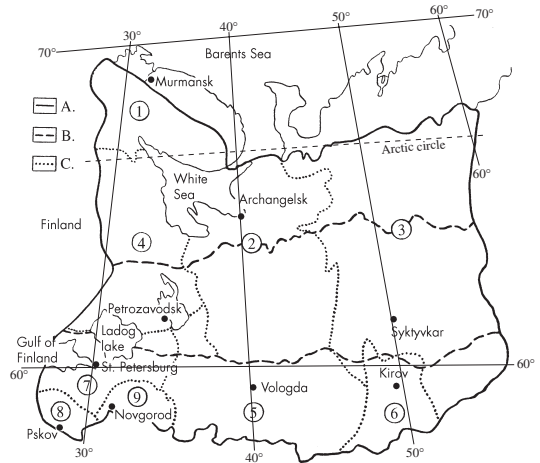 30° 40° 50° 60° 70°
70°
Barents Sea
Murmansk
1
A.
B.
C.
Arctic circle
60°
White
Sea
Archangelsk
Finland
4
2
3
Petrozavodsk
Ladog
lake
Syktyvkar
Gulf of
Finland
St. Petersburg
60°
60°
Kirov
7
9
Vologda
8
Novgorod
5
6
Pskov
30°
40°
50°